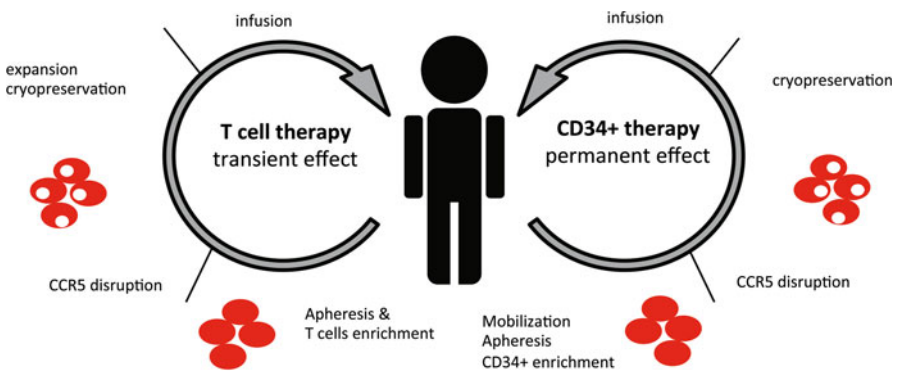 infusion
expansion
cryopreservation
T cell therapy
transient effect
CCR5 disruption
Apheresis &
T cells enrichment
infusion
cryopreservation
CD34+ therapy
permanent effect
CCR5 disruption
Mobilization
Apheresis
CD34+ enrichment